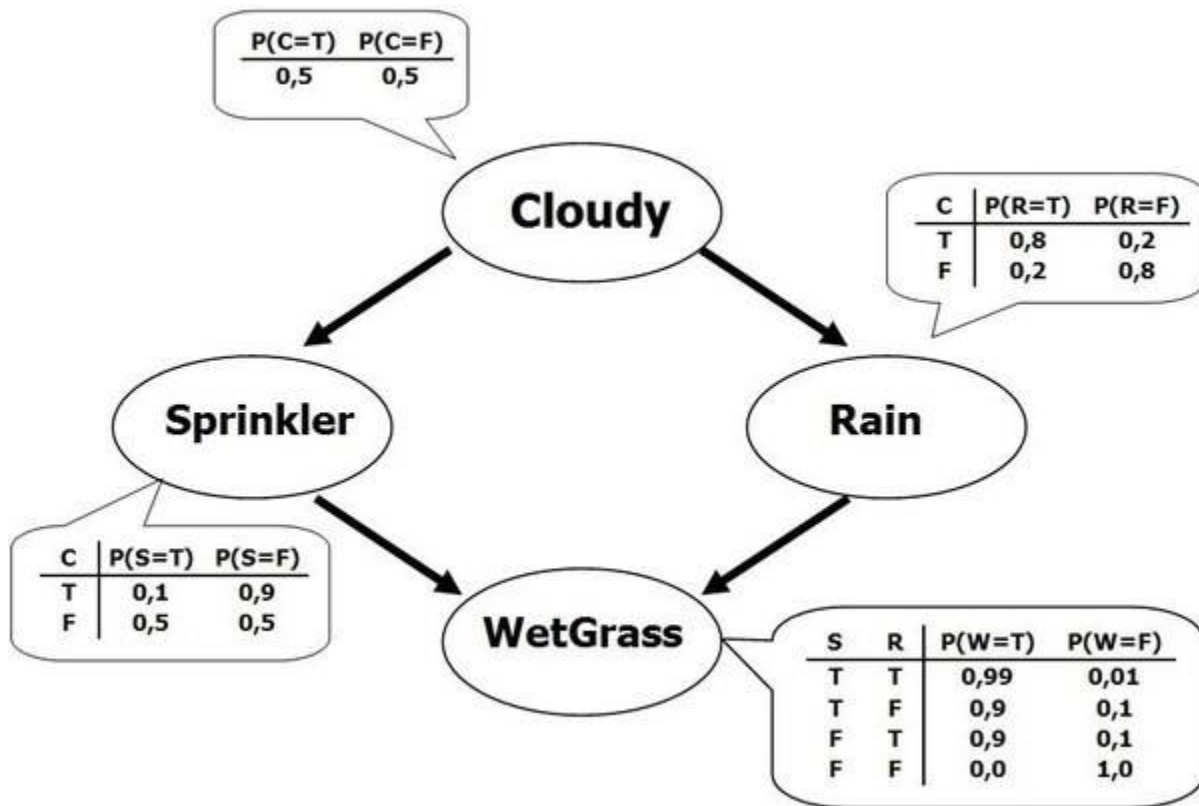 P(C=T) P(C=F)
0,5 0,5
Cloudy
C P(R=T) P(R=F)
T 0,8 0,2
F 0,2 0,8
Sprinkler
Rain
C P(S=T) P(S=F)
T 0,1 0,9
F 0,5 0,5
WetGrass
S R P(W=T) P(W=F)
T T 0,99 0,01
T F 0,9 0,1
F T 0,9 0,1
F F 0,0 1,0